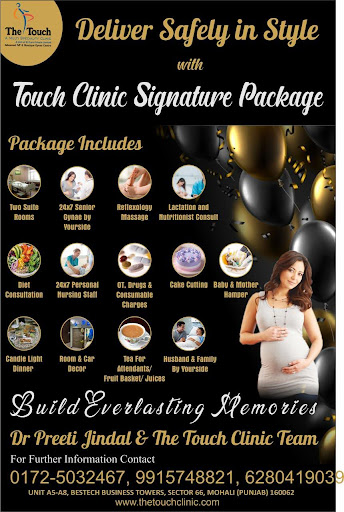 The Touch
Deliver Safely in Style
with
Touch Clinic Signature Package
Package Includes
Two Suite
Rooms
24x7 Senior
Gynae by
Yourside
Reflexology
Massage
Lactation and
Nutritionist Consult
Diet
Consultation
24x7 Personal
Nursing Staff
OT, Drugs &
Consumable
Charges
Cake Cutting
Baby & Mother
Hamper
Candle Light
Dinner
Room & Car
Decor
Tea For
Attendants/
Fruit Basket/ Juices
Husband & Family
By Yourside
Build Everlasting Memories
Dr Preeti Jindal & The Touch Clinic Team
For Further Information Contact
0172-5032467, 9915748821, 6280419039
UNIT A5-A8, BESTECH BUSINESS TOWERS, SECTOR 66, MOHALI (PUNJAB) 160062
www.thetouchclinic.com